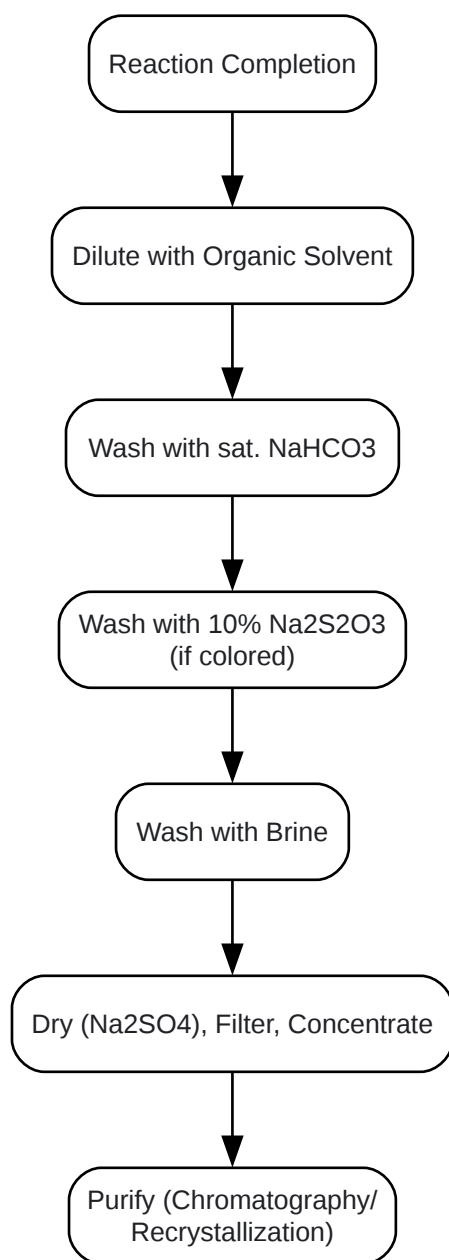 Reaction Completion
Dilute with Organic Solvent
Wash with sat. NaHCO3
Wash with 10% Na2S2O3
(if colored)
Wash with Brine
Dry (Na2SO4), Filter, Concentrate
Purify (Chromatography/
Recrystallization)